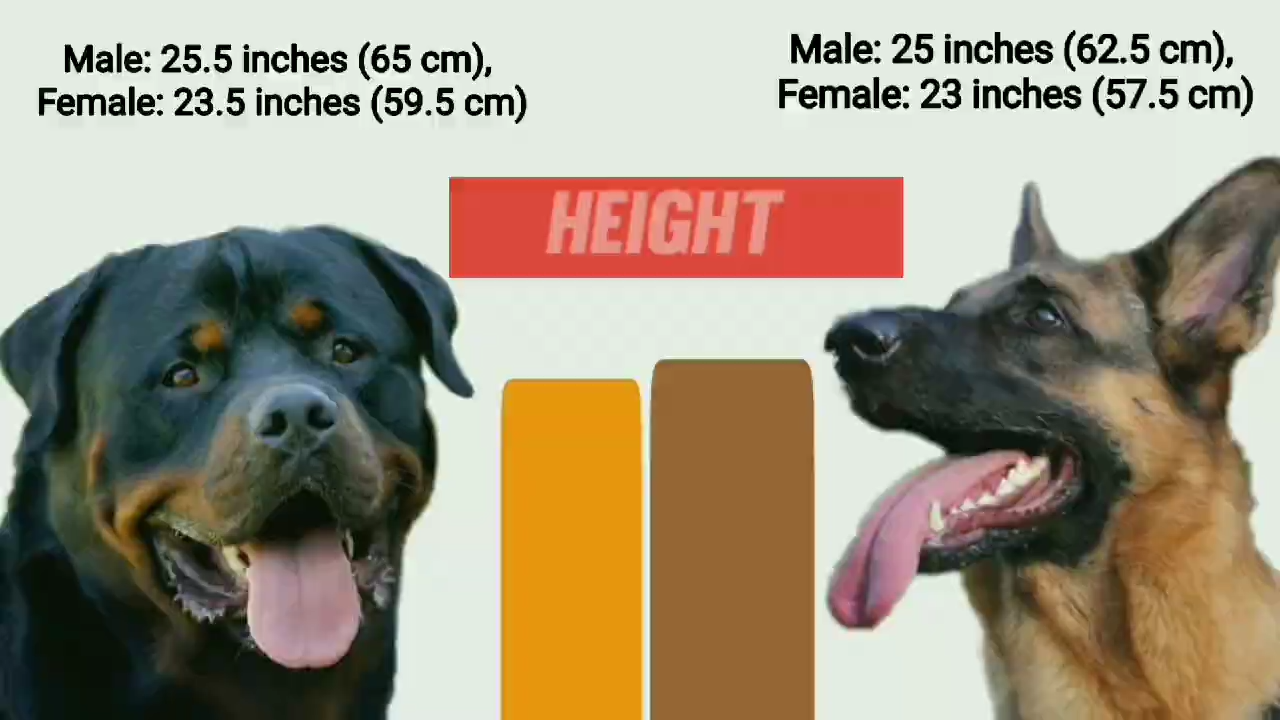 Male: 25.5 inches (65 cm),
Female: 23.5 inches (59.5 cm)
Male: 25 inches (62.5 cm),
Female: 23 inches (57.5 cm)
HEIGHT